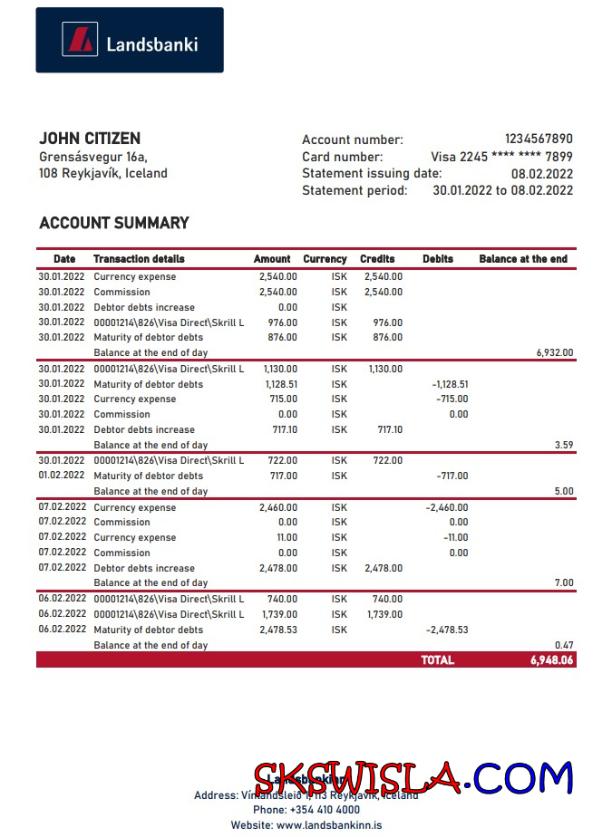 Landsbanki
JOHN CITIZEN
Grensásvegur 16a,
108 Reykjavík, Iceland
Account number: 1234567890
Card number: Visa 2245 **** **** 7899
Statement issuing date: 08.02.2022
Statement period: 30.01.2022 to 08.02.2022
ACCOUNT SUMMARY
Date Transaction details Amount Currency Credits Debits Balance at the end
30.01.2022 Currency expense 2,540.00 ISK 2,540.00
30.01.2022 Commission 2,540.00 ISK 2,540.00
30.01.2022 Debtor debts increase 0.00 ISK
30.01.2022 00001214\826\Visa Direct\Skrill L 976.00 ISK 976.00
30.01.2022 Maturity of debtor debts 876.00 ISK 876.00
Balance at the end of day 6,932.00
30.01.2022 00001214\826\Visa Direct\Skrill L 1,130.00 ISK 1,130.00
30.01.2022 Maturity of debtor debts 1,128.51 ISK -1,128.51
30.01.2022 Currency expense 715.00 ISK -715.00
30.01.2022 Commission 0.00 ISK 0.00
30.01.2022 Debtor debts increase 717.10 ISK 717.10
Balance at the end of day 3.59
30.01.2022 00001214\826\Visa Direct\Skrill L 722.00 ISK 722.00
01.02.2022 Maturity of debtor debts 717.00 ISK -717.00
Balance at the end of day 5.00
07.02.2022 Currency expense 2,460.00 ISK -2,460.00
07.02.2022 Commission 0.00 ISK 0.00
07.02.2022 Currency expense 11.00 ISK -11.00
07.02.2022 Commission 0.00 ISK 0.00
07.02.2022 Debtor debts increase 2,478.00 ISK 2,478.00
Balance at the end of day 7.00
06.02.2022 00001214\826\Visa Direct\Skrill L 740.00 ISK 740.00
06.02.2022 00001214\826\Visa Direct\Skrill L 1,739.00 ISK 1,739.00
06.02.2022 Maturity of debtor debts 2,478.53 ISK -2,478.53
Balance at the end of day 0.47
TOTAL 6,948.06
SKSWISLA.COM
Address: 113 Reykjavik, Iceland
Phone: +354 410 4000
Website: www.landsbankinn.is